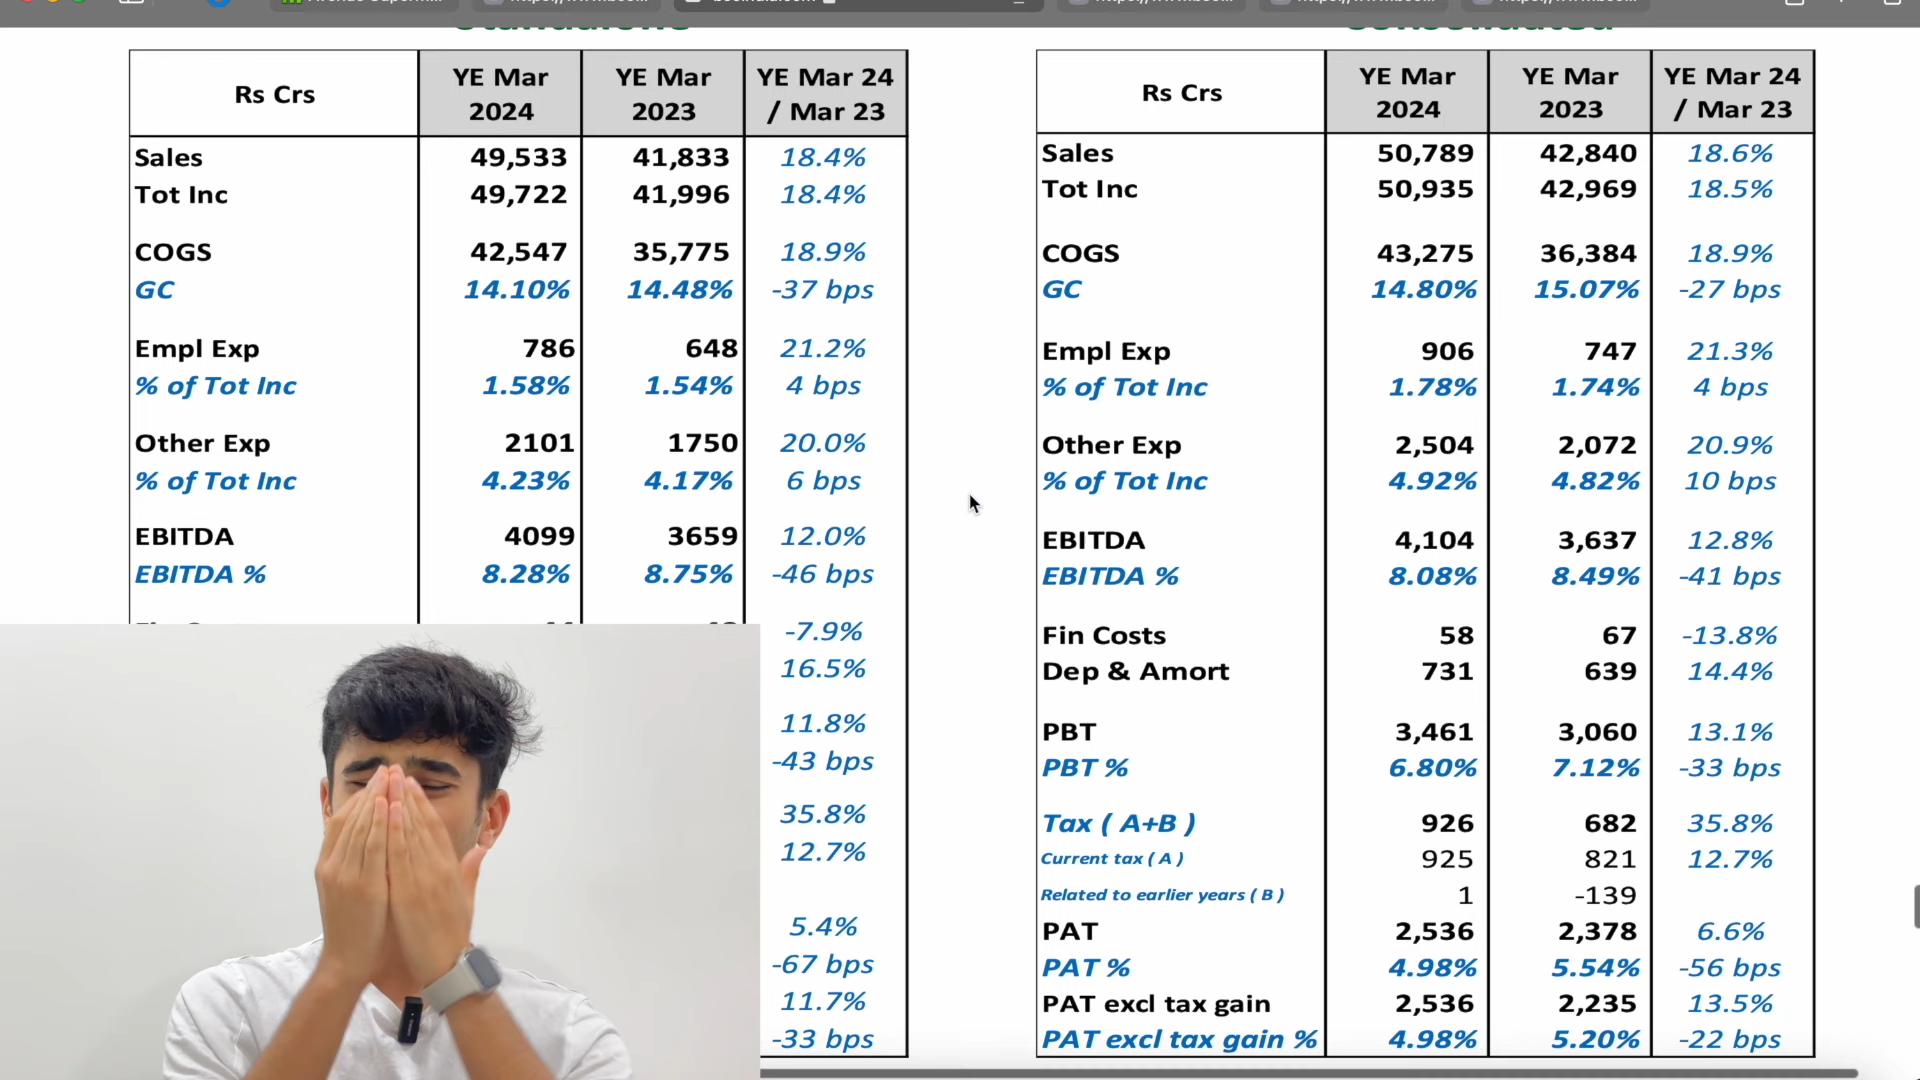 Standalone
Rs Crs YE Mar 2024 YE Mar 2023 YE Mar 24 / Mar 23
Sales 49,533 41,833 18.4%
Tot Inc 49,722 41,996 18.4%
COGS 42,547 35,775 18.9%
GC 14.10% 14.48% -37 bps
Empl Exp 786 648 21.2%
% of Tot Inc 1.58% 1.54% 4 bps
Other Exp 2101 1750 20.0%
% of Tot Inc 4.23% 4.17% 6 bps
EBITDA 4099 3659 12.0%
EBITDA % 8.28% 8.75% -46 bps
-7.9%
16.5%
11.8%
-43 bps
35.8%
12.7%
5.4%
-67 bps
11.7%
-33 bps
Consolidated
Rs Crs YE Mar 2024 YE Mar 2023 YE Mar 24 / Mar 23
Sales 50,789 42,840 18.6%
Tot Inc 50,935 42,969 18.5%
COGS 43,275 36,384 18.9%
GC 14.80% 15.07% -27 bps
Empl Exp 906 747 21.3%
% of Tot Inc 1.78% 1.74% 4 bps
Other Exp 2,504 2,072 20.9%
% of Tot Inc 4.92% 4.82% 10 bps
EBITDA 4,104 3,637 12.8%
EBITDA % 8.08% 8.49% -41 bps
Fin Costs 58 67 -13.8%
Dep & Amort 731 639 14.4%
PBT 3,461 3,060 13.1%
PBT % 6.80% 7.12% -33 bps
Tax ( A+B ) 926 682 35.8%
Current tax ( A ) 925 821 12.7%
Related to earlier years ( B ) 1 -139
PAT 2,536 2,378 6.6%
PAT % 4.98% 5.54% -56 bps
PAT excl tax gain 2,536 2,235 13.5%
PAT excl tax gain % 4.98% 5.20% -22 bps